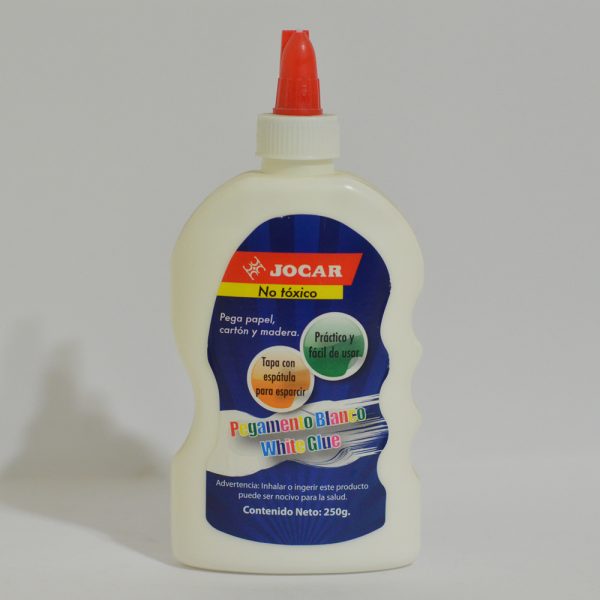 JOCAR
No tóxico
Pega papel,
cartón y madera.
Práctico y
fácil de usar.
Tapa con
espátula
para esparcir
Pegamento Blanco
White Glue
Advertencia: Inhalar o ingerir este producto
puede ser nocivo para la salud.
Contenido Neto: 250g.